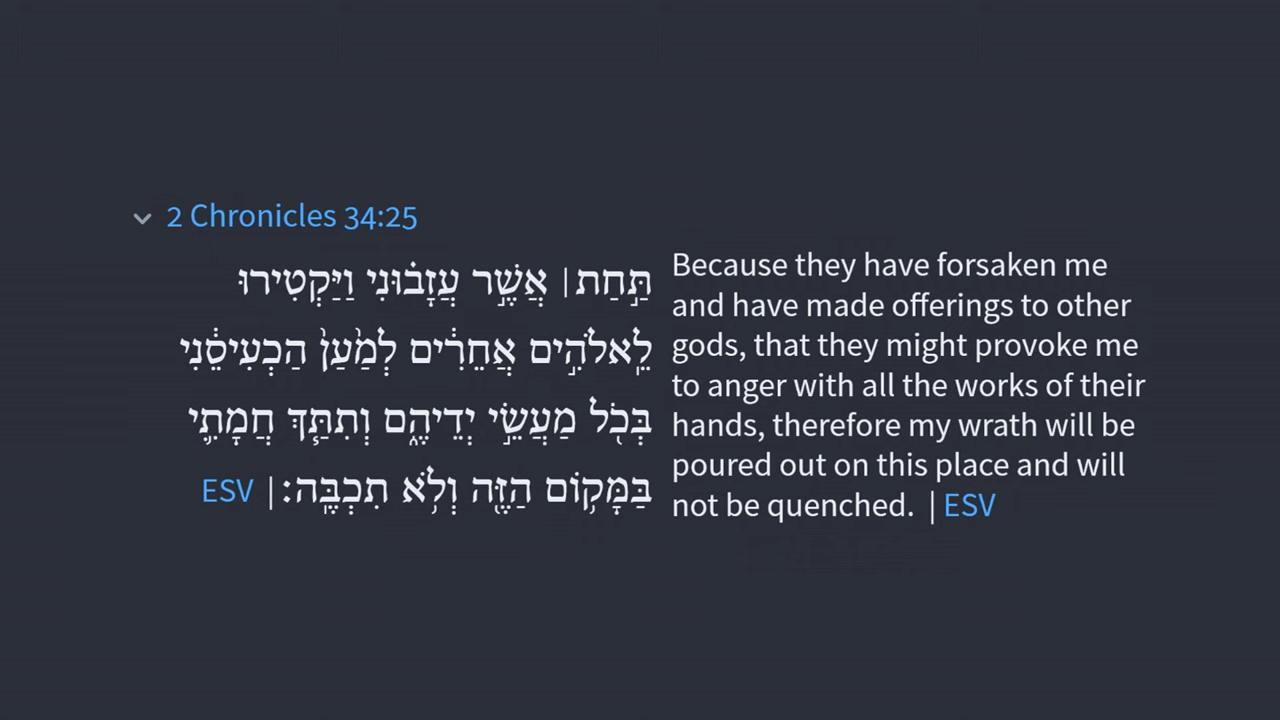 2 Chronicles 34:25
תַּ֣חַת׀ אֲשֶׁ֣ר עֲזָב֗וּנִי וַֽיַּקְטִירוּ
לֵֽאלֹהִ֣ים אֲחֵרִ֔ים לְמַ֙עַן֙ הַכְעִיסֵ֔נִי
בְּכֹ֖ל מַעֲשֵׂ֣י יְדֵיהֶ֑ם וְתִתַּ֧ךְ חֲמָתִ֛י
בַּמָּק֥וֹם הַזֶּ֖ה וְלֹ֥א תִכְבֶּֽה׃ | ESV
Because they have forsaken me
and have made offerings to other
gods, that they might provoke me
to anger with all the works of their
hands, therefore my wrath will be
poured out on this place and will
not be quenched. | ESV